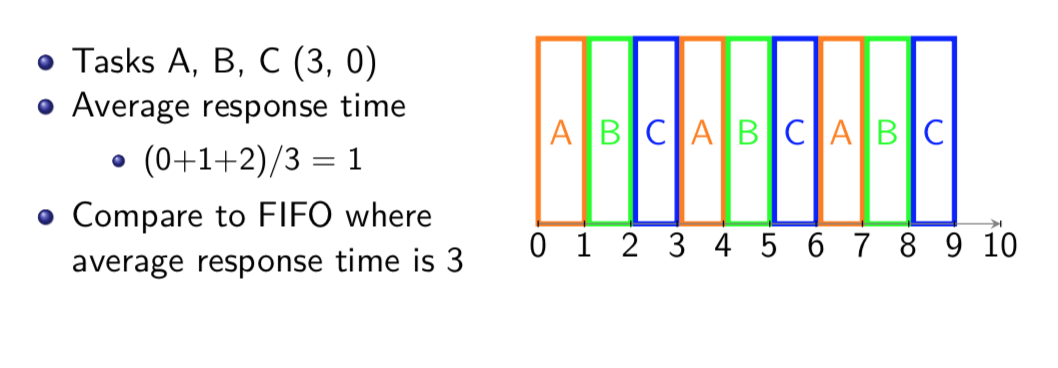 Tasks A, B, C (3, 0)
Average response time
(0+1+2)/3 = 1
Compare to FIFO where
average response time is 3
A B C A B C A B C
0 1 2 3 4 5 6 7 8 9 10